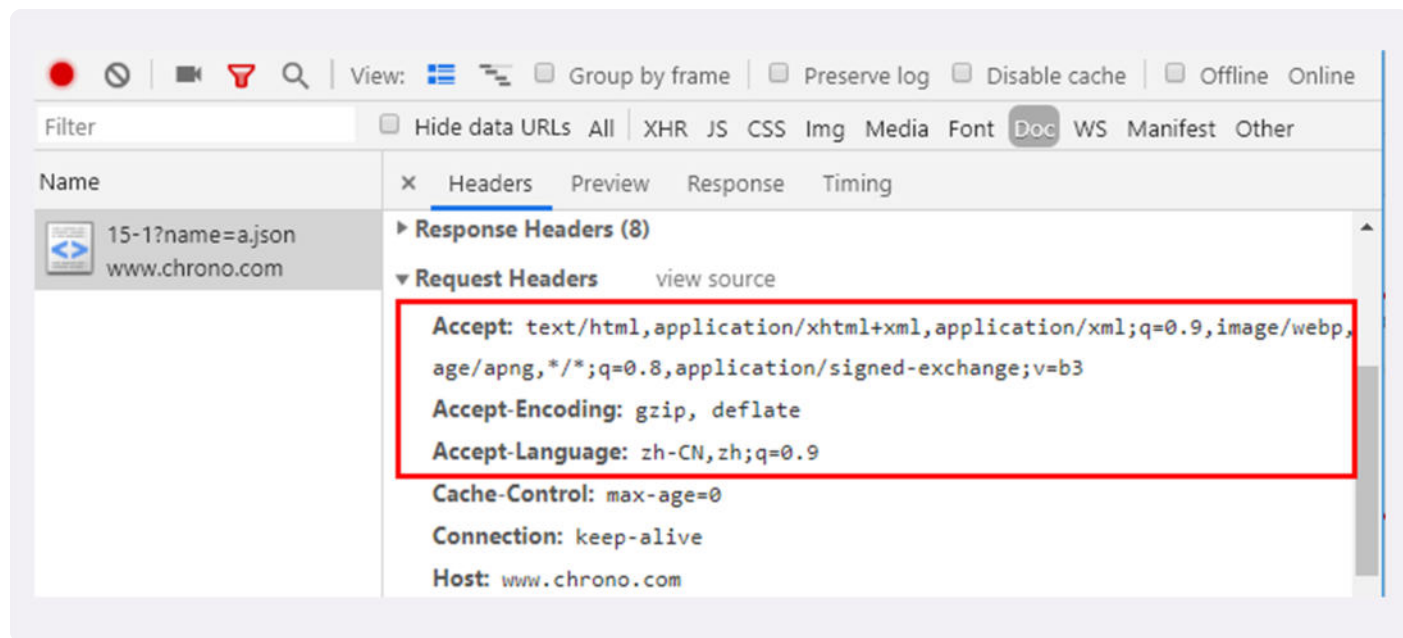 View: Group by frame Preserve log Disable cache Offline Online
Filter Hide data URLs All XHR JS CSS Img Media Font Doc WS Manifest Other
Name Headers Preview Response Timing
15-1?name=a.json
www.chrono.com
Response Headers (8)
Request Headers view source
Accept: text/html,application/xhtml+xml,application/xml;q=0.9,image/webp,
age/apng,*/*;q=0.8,application/signed-exchange;v=b3
Accept-Encoding: gzip, deflate
Accept-Language: zh-CN,zh;q=0.9
Cache-Control: max-age=0
Connection: keep-alive
Host: www.chrono.com